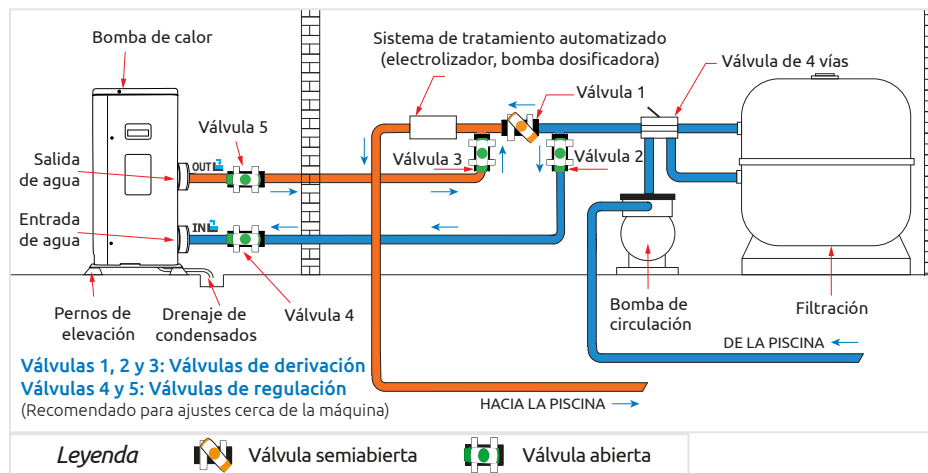 Bomba de calor
Sistema de tratamiento automatizado
(electrolizador, bomba dosificadora)
Válvula de 4 vías
Válvula 1
Válvula 5
Válvula 3
Válvula 2
Salida
de agua
OUT
Entrada
de agua
IN
Pernos de
elevación
Drenaje de
condensados
Válvula 4
Bomba de
circulación
Filtración
DE LA PISCINA
Válvulas 1, 2 y 3: Válvulas de derivación
Válvulas 4 y 5: Válvulas de regulación
(Recomendado para ajustes cerca de la máquina)
HACIA LA PISCINA
Leyenda
Válvula semiabierta
Válvula abierta